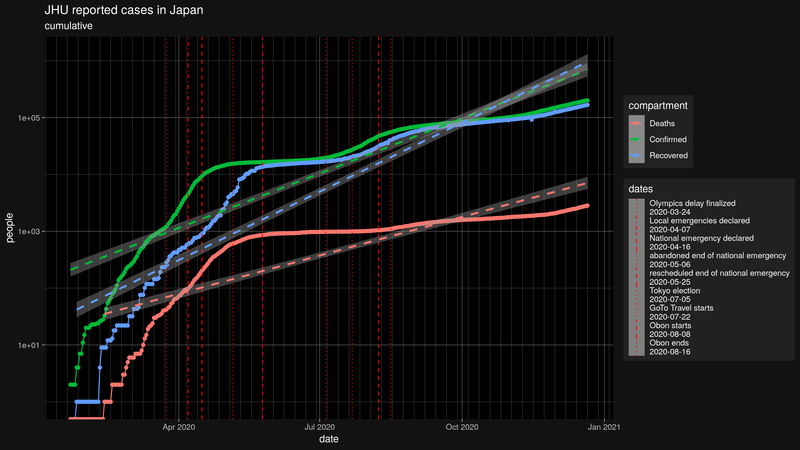 JHU reported cases in Japan
cumulative
people
1e+05
1e+03
1e+01
Apr 2020
Jul 2020
Oct 2020
Jan 2021
date
compartment
Deaths
Confirmed
Recovered
dates
Olympics delay finalized
2020-03-24
Local emergencies declared
2020-04-07
National emergency declared
2020-04-16
abandoned end of national emergency
2020-05-06
rescheduled end of national emergency
2020-05-25
Tokyo election
2020-07-05
GoTo Travel starts
2020-07-22
Obon starts
2020-08-08
Obon ends
2020-08-16